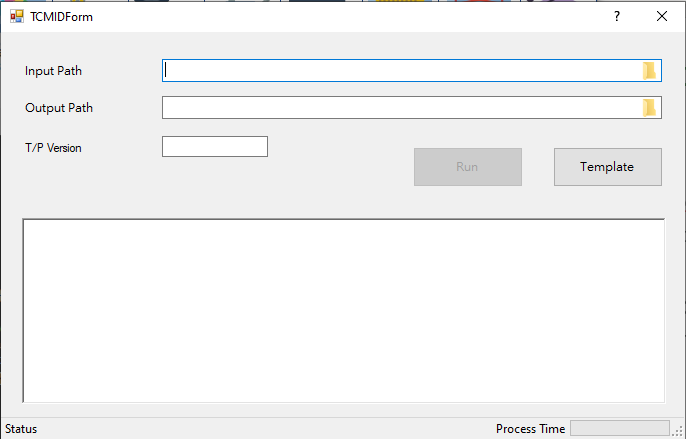 TCMIDForm
Input Path
Output Path
T/P Version
Run
Template
Status
Process Time